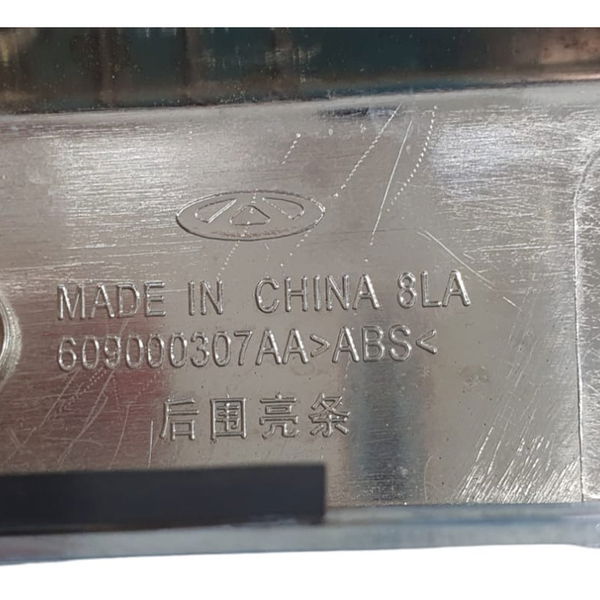 MADE IN CHINA 8LA
609000307AA>ABS<
后围亮条